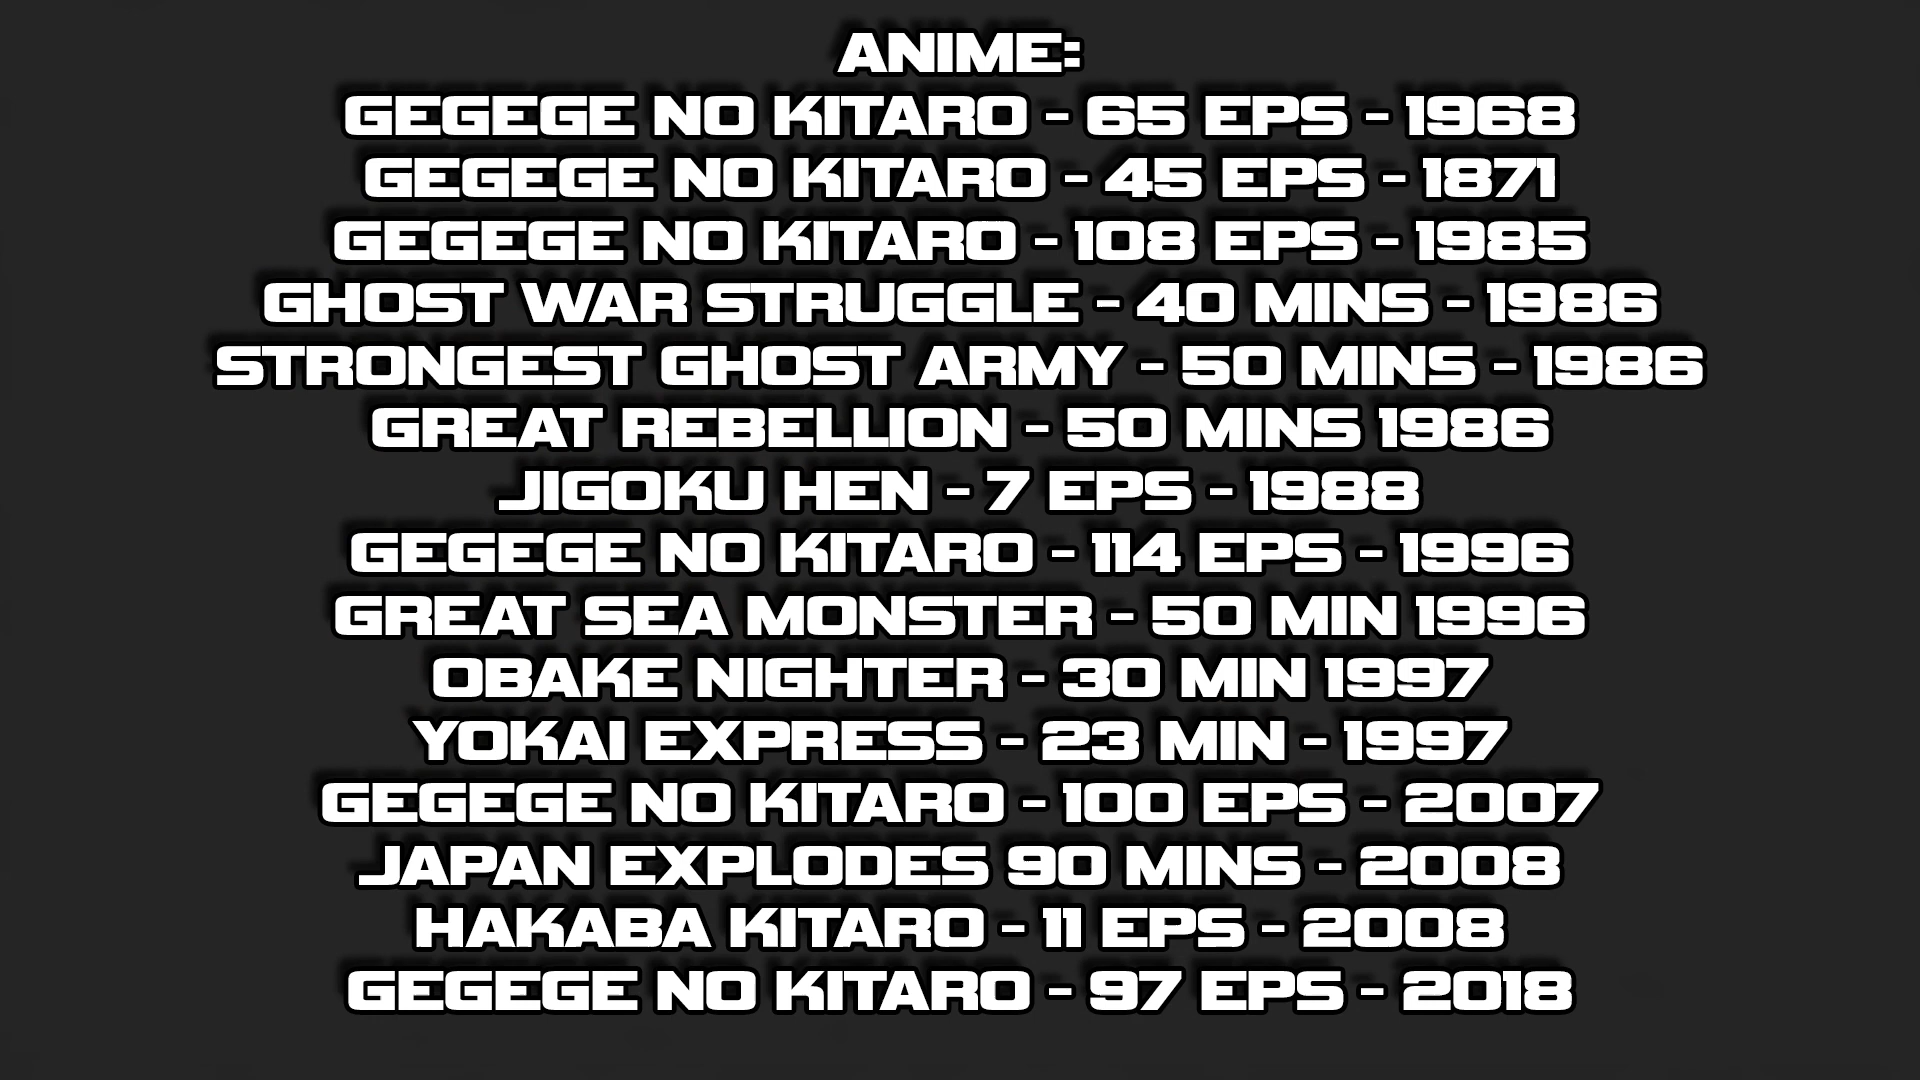 ANIME:
GEGEGE NO KITARO - 65 EPS - 1968
GEGEGE NO KITARO - 45 EPS - 1871
GEGEGE NO KITARO - 108 EPS - 1985
GHOST WAR STRUGGLE - 40 MINS - 1986
STRONGEST GHOST ARMY - 50 MINS - 1986
GREAT REBELLION - 50 MINS 1986
JIGOKU HEN - 7 EPS - 1988
GEGEGE NO KITARO - 114 EPS - 1996
GREAT SEA MONSTER - 50 MIN 1996
OBAKE NIGHTER - 30 MIN 1997
YOKAI EXPRESS - 23 MIN - 1997
GEGEGE NO KITARO - 100 EPS - 2007
JAPAN EXPLODES 90 MINS - 2008
HAKABA KITARO - 11 EPS - 2008
GEGEGE NO KITARO - 97 EPS - 2018